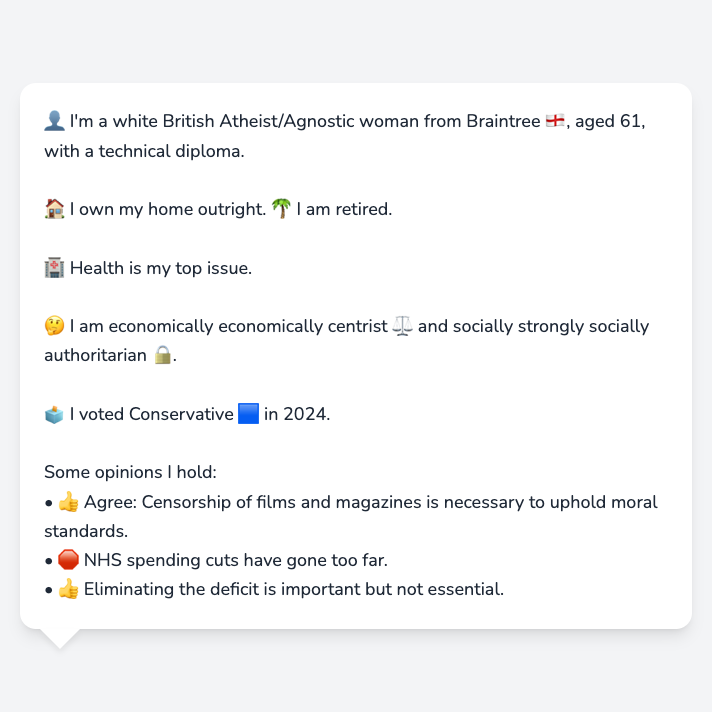 👤 I'm a white British Atheist/Agnostic woman from Braintree 🏴󠁧󠁢󠁥󠁮󠁧󠁿, aged 61,
with a technical diploma.
🏠 I own my home outright. 🌴 I am retired.
🏥 Health is my top issue.
🤔 I am economically economically centrist ⚖️ and socially strongly socially
authoritarian 🔒.
🗳️ I voted Conservative 🟦 in 2024.
Some opinions I hold:
• 👍 Agree: Censorship of films and magazines is necessary to uphold moral
standards.
• 🛑 NHS spending cuts have gone too far.
• 👍 Eliminating the deficit is important but not essential.